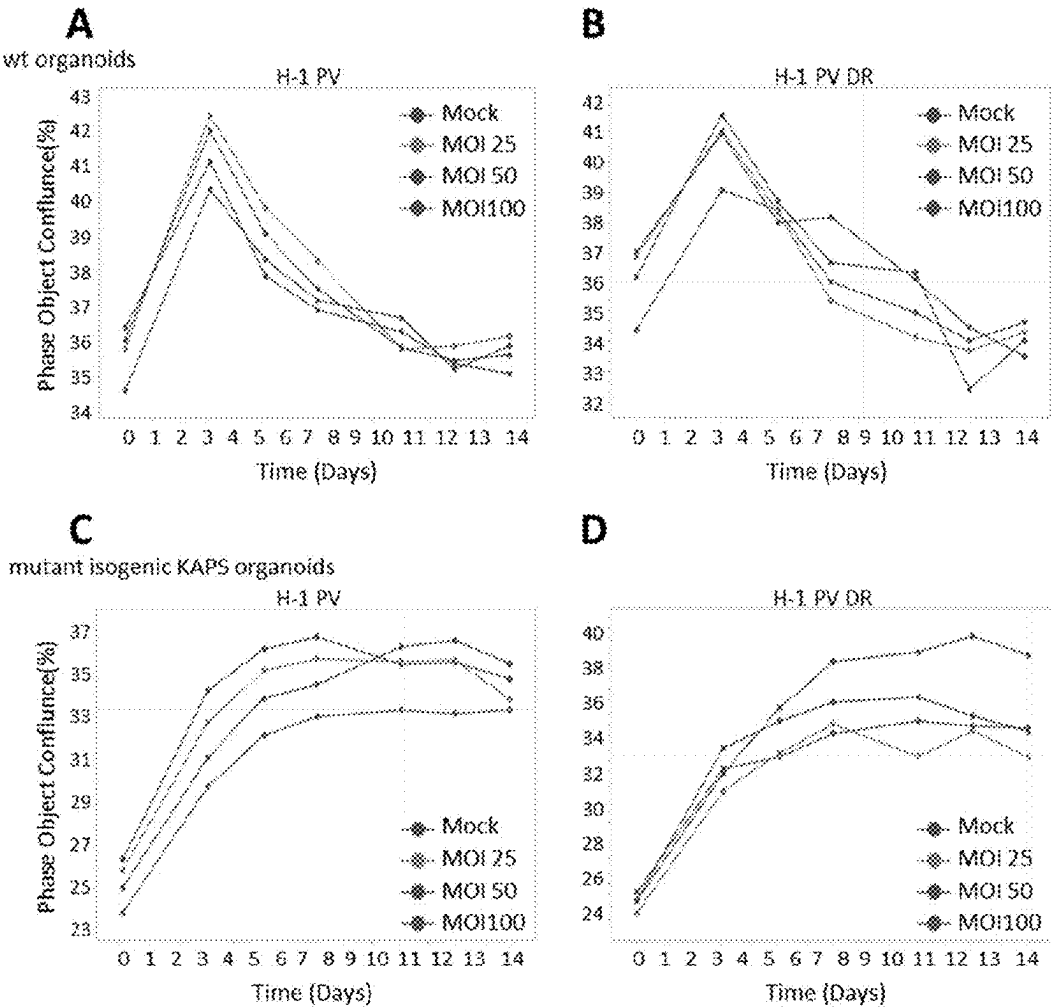 A
B
wt organoids
H-1 PV
H-1 PV DR
Phase Object Conflunce(%)
43
42
41
40
39
38
37
36
35
34
42
41
40
39
38
37
36
35
34
33
32
Mock
MOI 25
MOI 50
MOI100
Mock
MOI 25
MOI 50
MOI100
0 1 2 3 4 5 6 7 8 9 10 11 12 13 14
0 1 2 3 4 5 6 7 8 9 10 11 12 13 14
Time (Days)
Time (Days)
C
D
mutant isogenic KAPS organoids
H-1 PV
H-1 PV DR
Phase Object Conflunce(%)
37
35
33
31
29
27
25
23
40
38
36
34
32
30
28
26
24
Mock
MOI 25
MOI 50
MOI100
Mock
MOI 25
MOI 50
MOI100
0 1 2 3 4 5 6 7 8 9 10 11 12 13 14
0 1 2 3 4 5 6 7 8 9 10 11 12 13 14
Time (Days)
Time (Days)